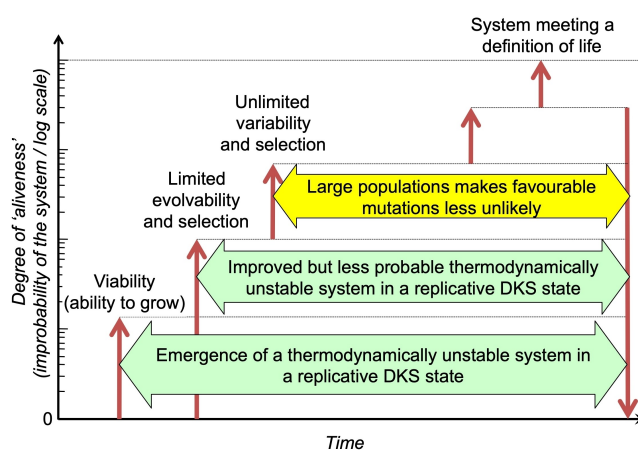 System meeting a
definition of life
Unlimited
variability
and selection
Large populations makes favourable
mutations less unlikely
Limited
evolvability
and selection
Improved but less probable thermodynamically
unstable system in a replicative DKS state
Viability
(ability to grow)
Emergence of a thermodynamically unstable system in
a replicative DKS state
Degree of ‘aliveness’
(improbability of the system / log scale)
0
Time